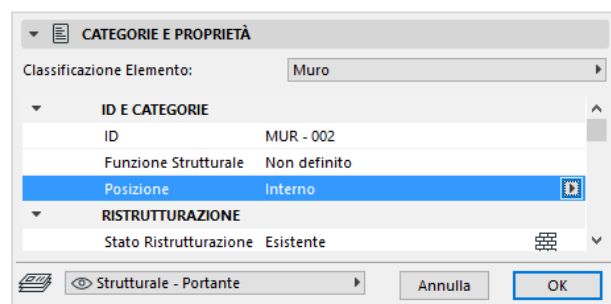 CATEGORIE E PROPRIETÀ
Classificazione Elemento: Muro
ID E CATEGORIE
ID MUR - 002
Funzione Strutturale Non definito
Posizione Interno
RISTRUTTURAZIONE
Stato Ristrutturazione Esistente
Strutturale - Portante Annulla OK